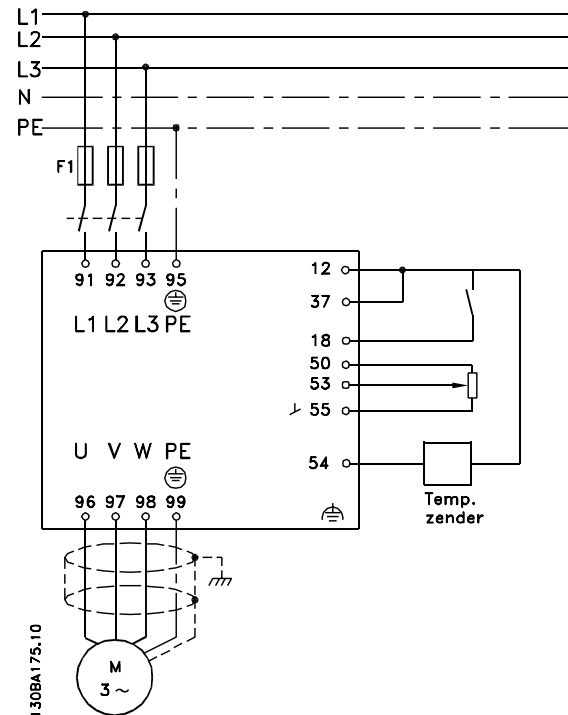 L1
L2
L3
N
PE
F1
91 92 93 95
L1 L2 L3 PE
12
37
18
50
53
55
54
Temp.
zender
U V W PE
96 97 98 99
M
3 ~
130BA175.10